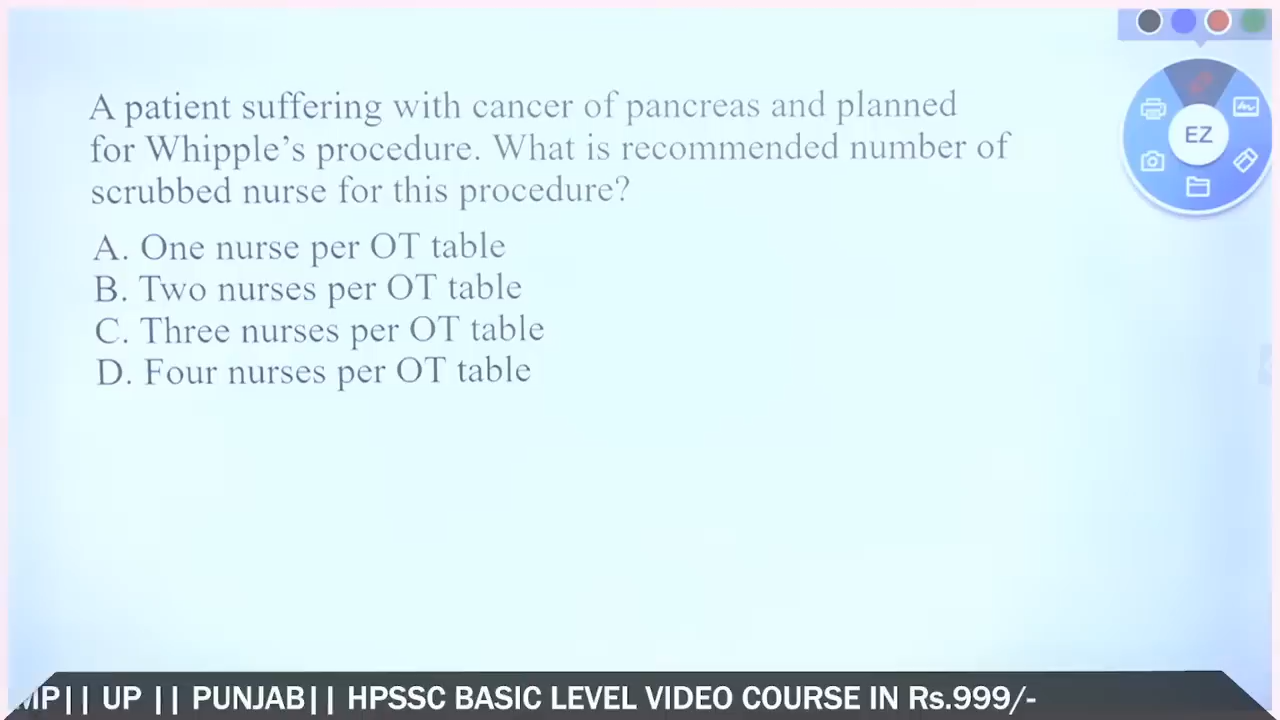 A patient suffering with cancer of pancreas and planned
for Whipple's procedure. What is recommended number of
scrubbed nurse for this procedure?
A. One nurse per OT table
B. Two nurses per OT table
C. Three nurses per OT table
D. Four nurses per OT table
EZ
MP|| UP || PUNJAB|| HPSSC BASIC LEVEL VIDEO COURSE IN Rs.999/-